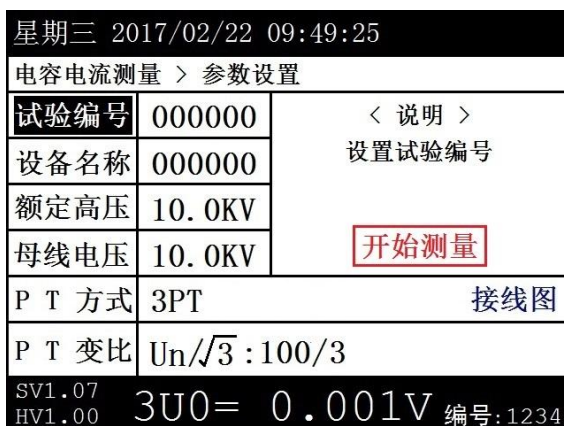 星期三 2017/02/22 09:49:25
电容电流测量 > 参数设置
试验编号 000000
设备名称 000000
额定高压 10.0KV
母线电压 10.0KV
< 说明 >
设置试验编号
开始测量
P T 方式 3PT 接线图
P T 变比 Un/√3:100/3
SV1.07
HV1.00
3U0= 0.001V 编号:1234